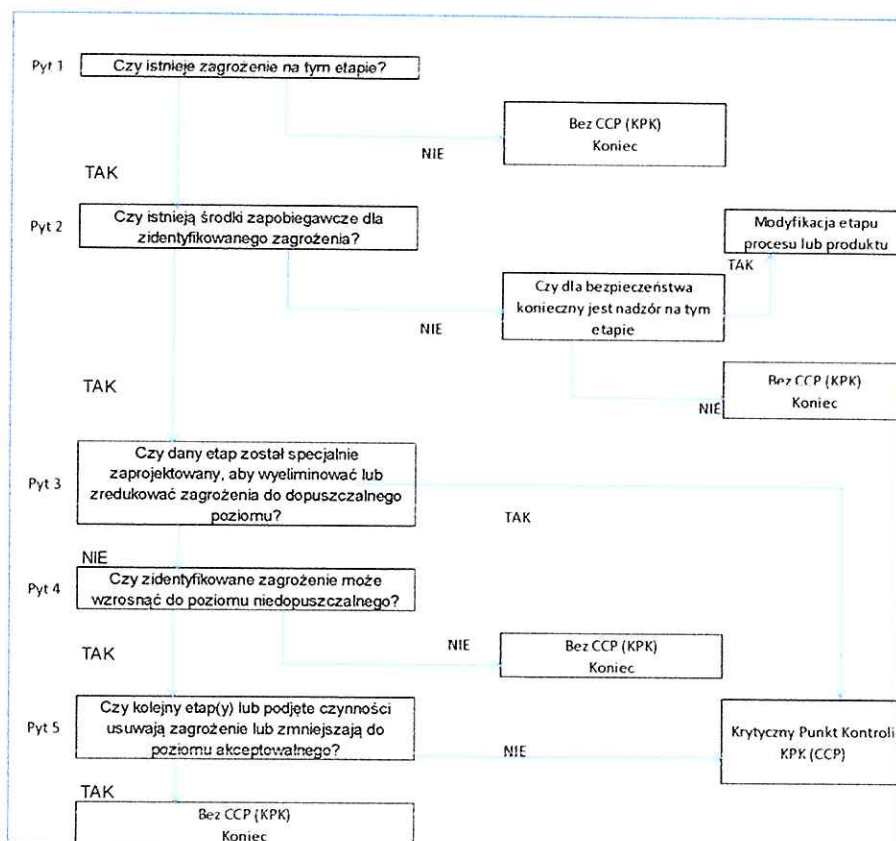 Pyt 1
Czy istnieje zagrożenie na tym etapie?
Bez CCP (KPK)
Koniec
NIE
TAK
Pyt 2
Czy istnieją środki zapobiegawcze dla
zidentyfikowanego zagrożenia?
Modyfikacja etapu
procesu lub produktu
TAK
Czy dla bezpieczeństwa
konieczny jest nadzór na tym
etapie
NIE
Bez CCP (KPK)
Koniec
NIE
TAK
Pyt 3
Czy dany etap został specjalnie
zaprojektowany, aby wyeliminować lub
zredukować zagrożenia do dopuszczalnego
poziomu?
TAK
NIE
Pyt 4
Czy zidentyfikowane zagrożenie może
wzrosnąć do poziomu niedopuszczalnego?
NIE
Bez CCP (KPK)
Koniec
TAK
Pyt 5
Czy kolejny etap(y) lub podjęte czynności
usuwają zagrożenie lub zmniejszają do
poziomu akceptowalnego?
NIE
Krytyczny Punkt Kontroli
KPK (CCP)
TAK
Bez CCP (KPK)
Koniec